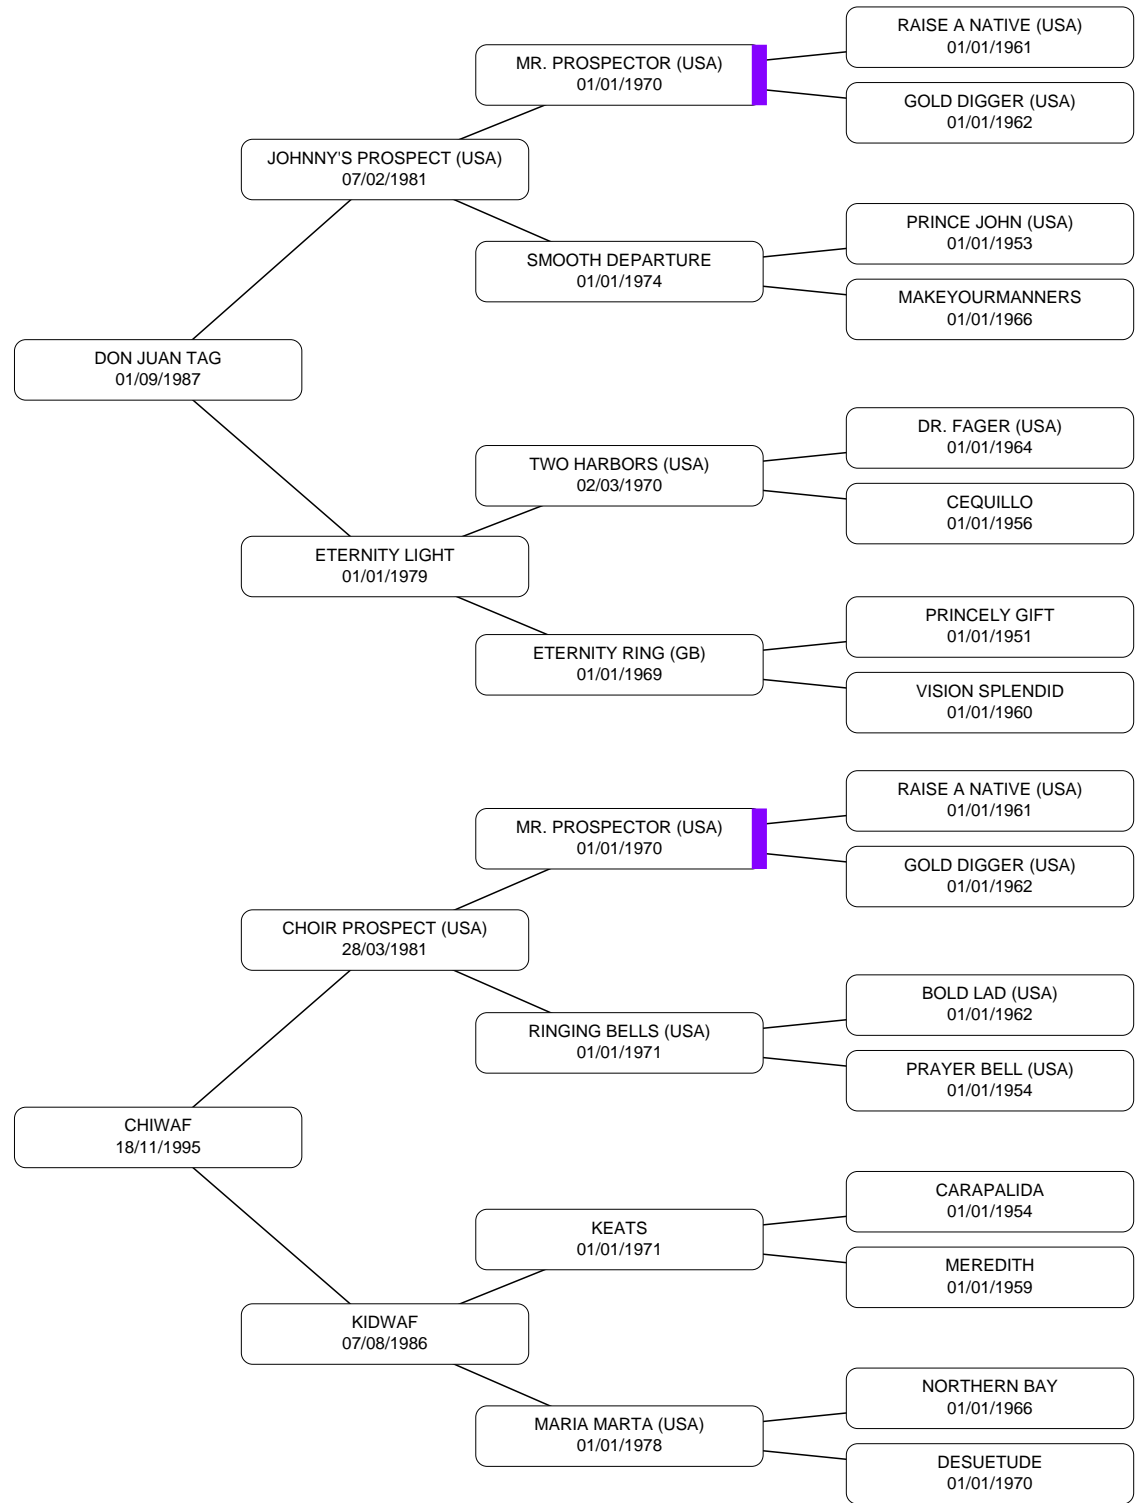 RAISE A NATIVE (USA)
01/01/1961
MR. PROSPECTOR (USA)
01/01/1970
GOLD DIGGER (USA)
01/01/1962
JOHNNY'S PROSPECT (USA)
07/02/1981
PRINCE JOHN (USA)
01/01/1953
SMOOTH DEPARTURE
01/01/1974
MAKEYOURMANNERS
01/01/1966
DON JUAN TAG
01/09/1987
DR. FAGER (USA)
01/01/1964
TWO HARBORS (USA)
02/03/1970
CEQUILLO
01/01/1956
ETERNITY LIGHT
01/01/1979
PRINCELY GIFT
01/01/1951
ETERNITY RING (GB)
01/01/1969
VISION SPLENDID
01/01/1960
RAISE A NATIVE (USA)
01/01/1961
MR. PROSPECTOR (USA)
01/01/1970
GOLD DIGGER (USA)
01/01/1962
CHOIR PROSPECT (USA)
28/03/1981
BOLD LAD (USA)
01/01/1962
RINGING BELLS (USA)
01/01/1971
PRAYER BELL (USA)
01/01/1954
CHIWAF
18/11/1995
CARAPALIDA
01/01/1954
KEATS
01/01/1971
MEREDITH
01/01/1959
KIDWAF
07/08/1986
NORTHERN BAY
01/01/1966
MARIA MARTA (USA)
01/01/1978
DESUETUDE
01/01/1970